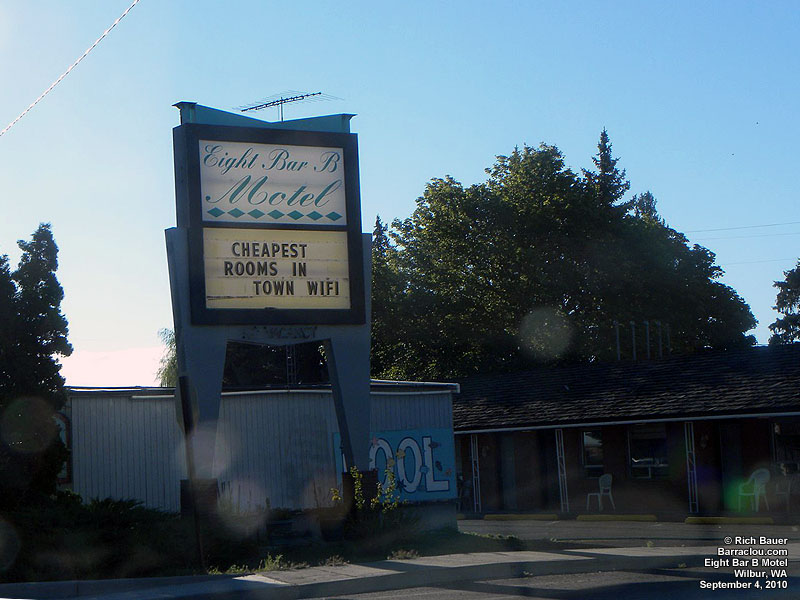 Eight Bar B
Motel
CHEAPEST
ROOMS IN
TOWN WIFI
POOL
© Rich Bauer
Barraclou.com
Eight Bar B Motel
Wilbur, WA
September 4, 2010